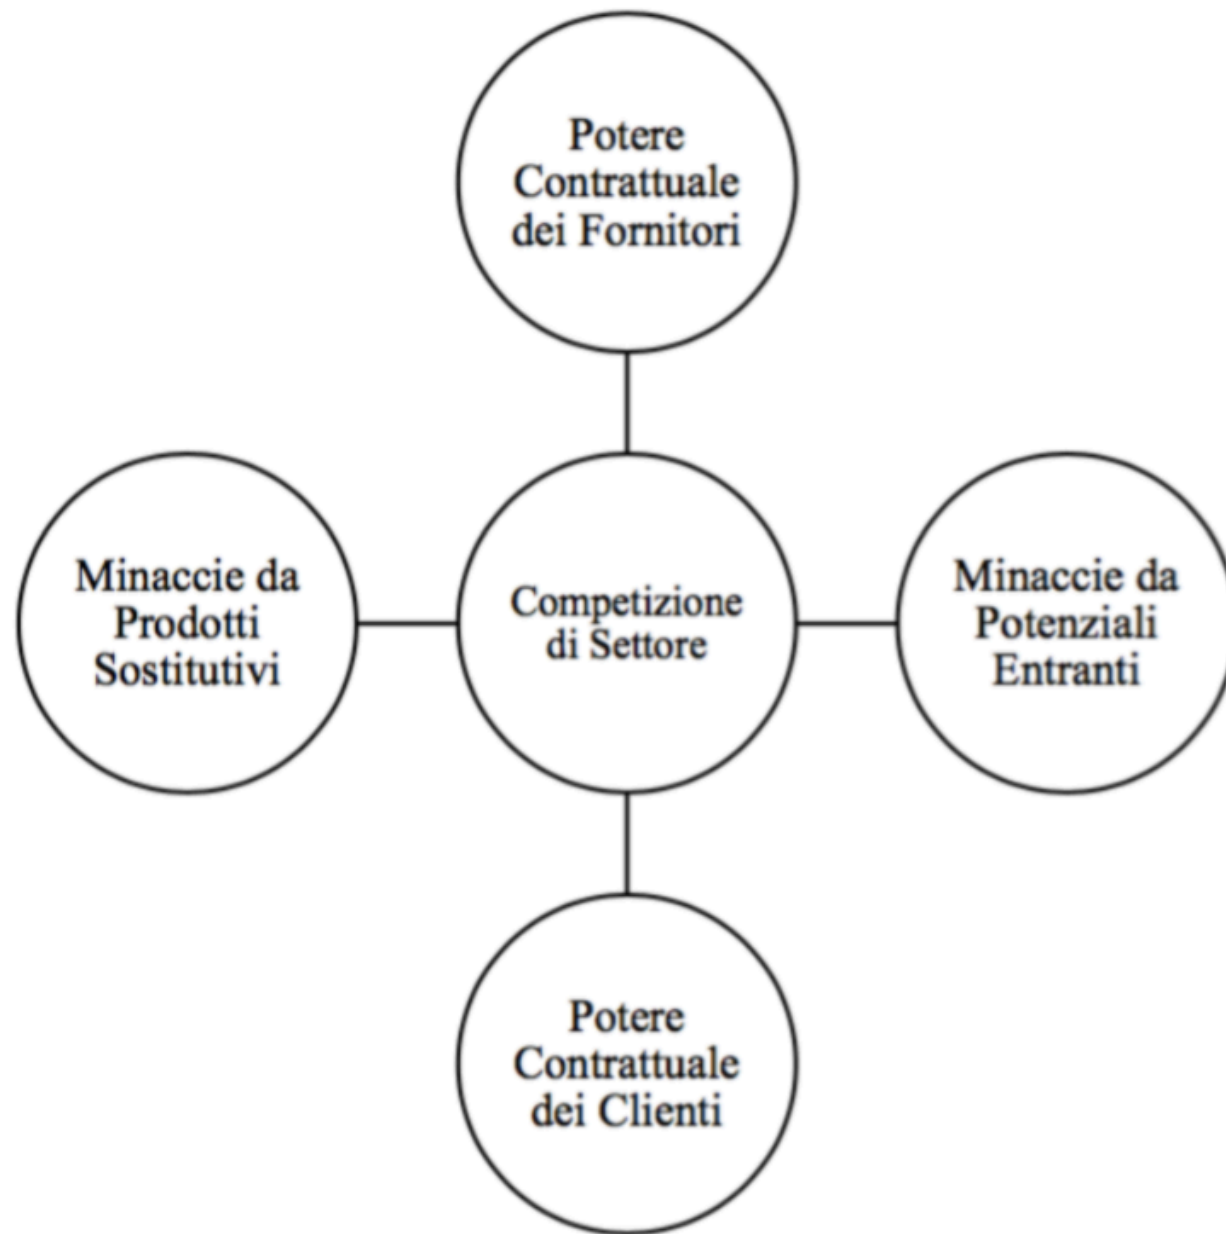 Potere
Contrattuale
dei Fornitori
Minaccie da
Prodotti
Sostitutivi
Competizione
di Settore
Minaccie da
Potenziali
Entranti
Potere
Contrattuale
dei Clienti